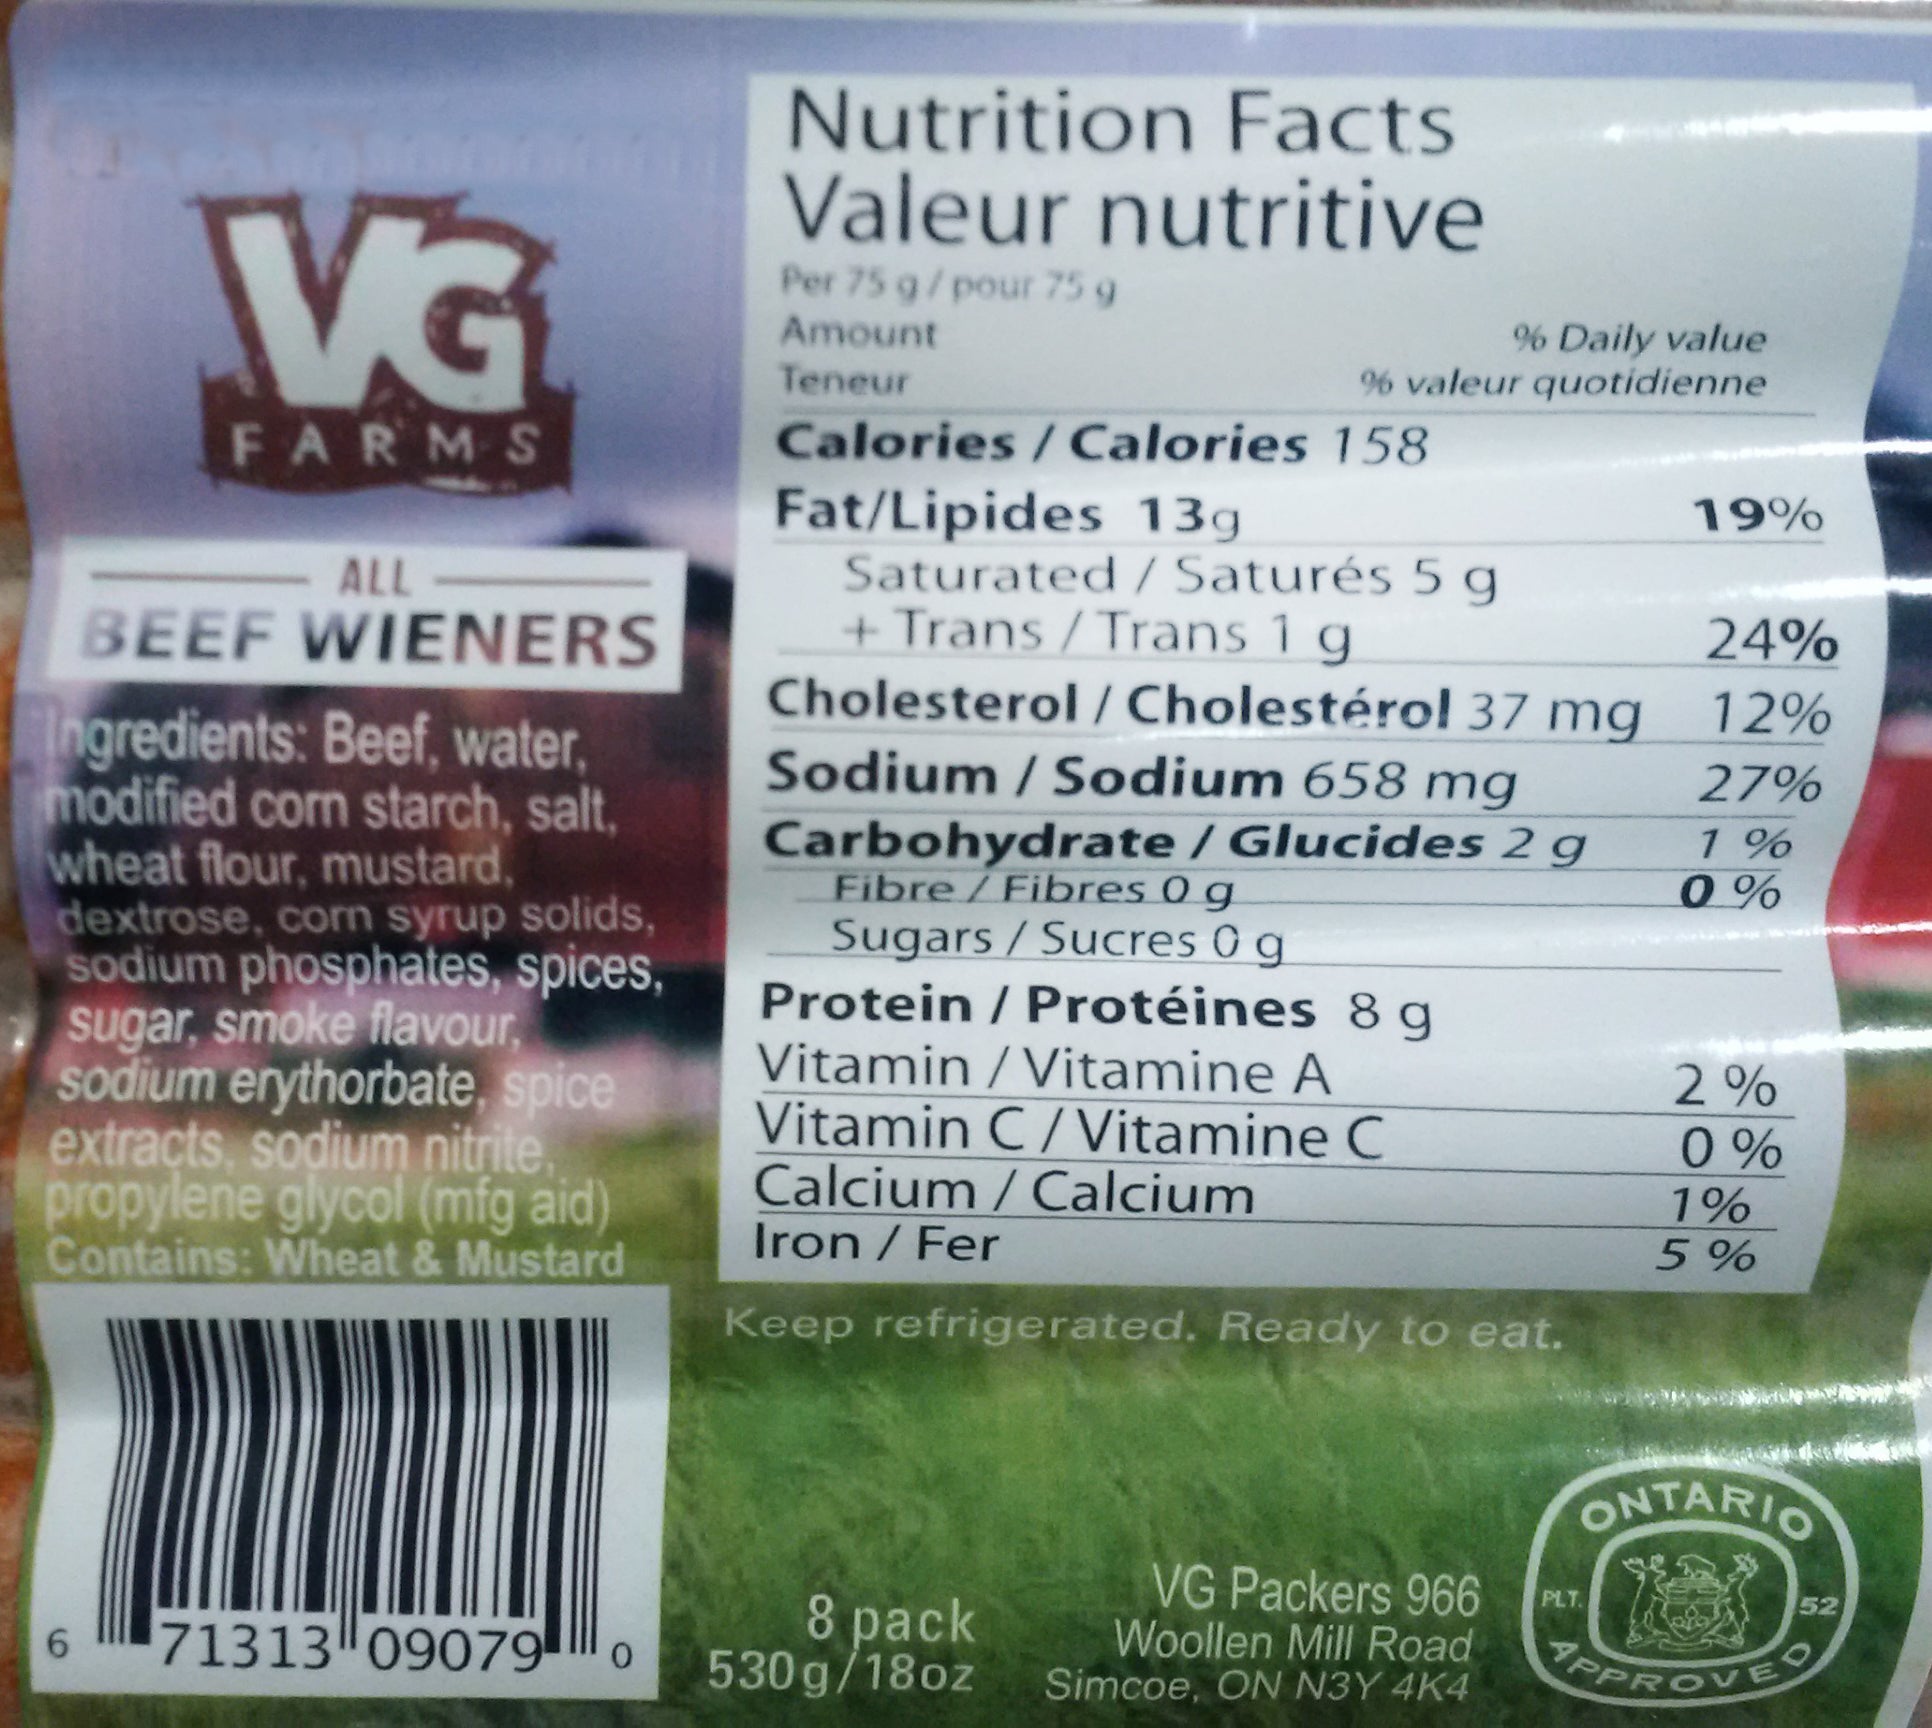 VG
FARMS
ALL
BEEF WIENERS
Ingredients: Beef, water,
modified corn starch, salt,
wheat flour, mustard,
dextrose, corn syrup solids,
sodium phosphates, spices,
sugar, smoke flavour,
sodium erythorbate, spice
extracts, sodium nitrite,
propylene glycol (mfg aid)
Contains: Wheat & Mustard
6 71313 09079 0
Nutrition Facts
Valeur nutritive
Per 75 g / pour 75 g
Amount % Daily value
Teneur % valeur quotidienne
Calories / Calories 158
Fat/Lipides 13g 19%
Saturated / Saturés 5 g
+ Trans / Trans 1 g 24%
Cholesterol / Cholestérol 37 mg 12%
Sodium / Sodium 658 mg 27%
Carbohydrate / Glucides 2 g 1 %
Fibre / Fibres 0 g 0 %
Sugars / Sucres 0 g
Protein / Protéines 8 g
Vitamin / Vitamine A 2 %
Vitamin C / Vitamine C 0 %
Calcium / Calcium 1%
Iron / Fer 5 %
Keep refrigerated. Ready to eat.
8 pack
530g/18oz
VG Packers 966
Woollen Mill Road
Simcoe, ON N3Y 4K4
ONTARIO
PLT. 52
APPROVED